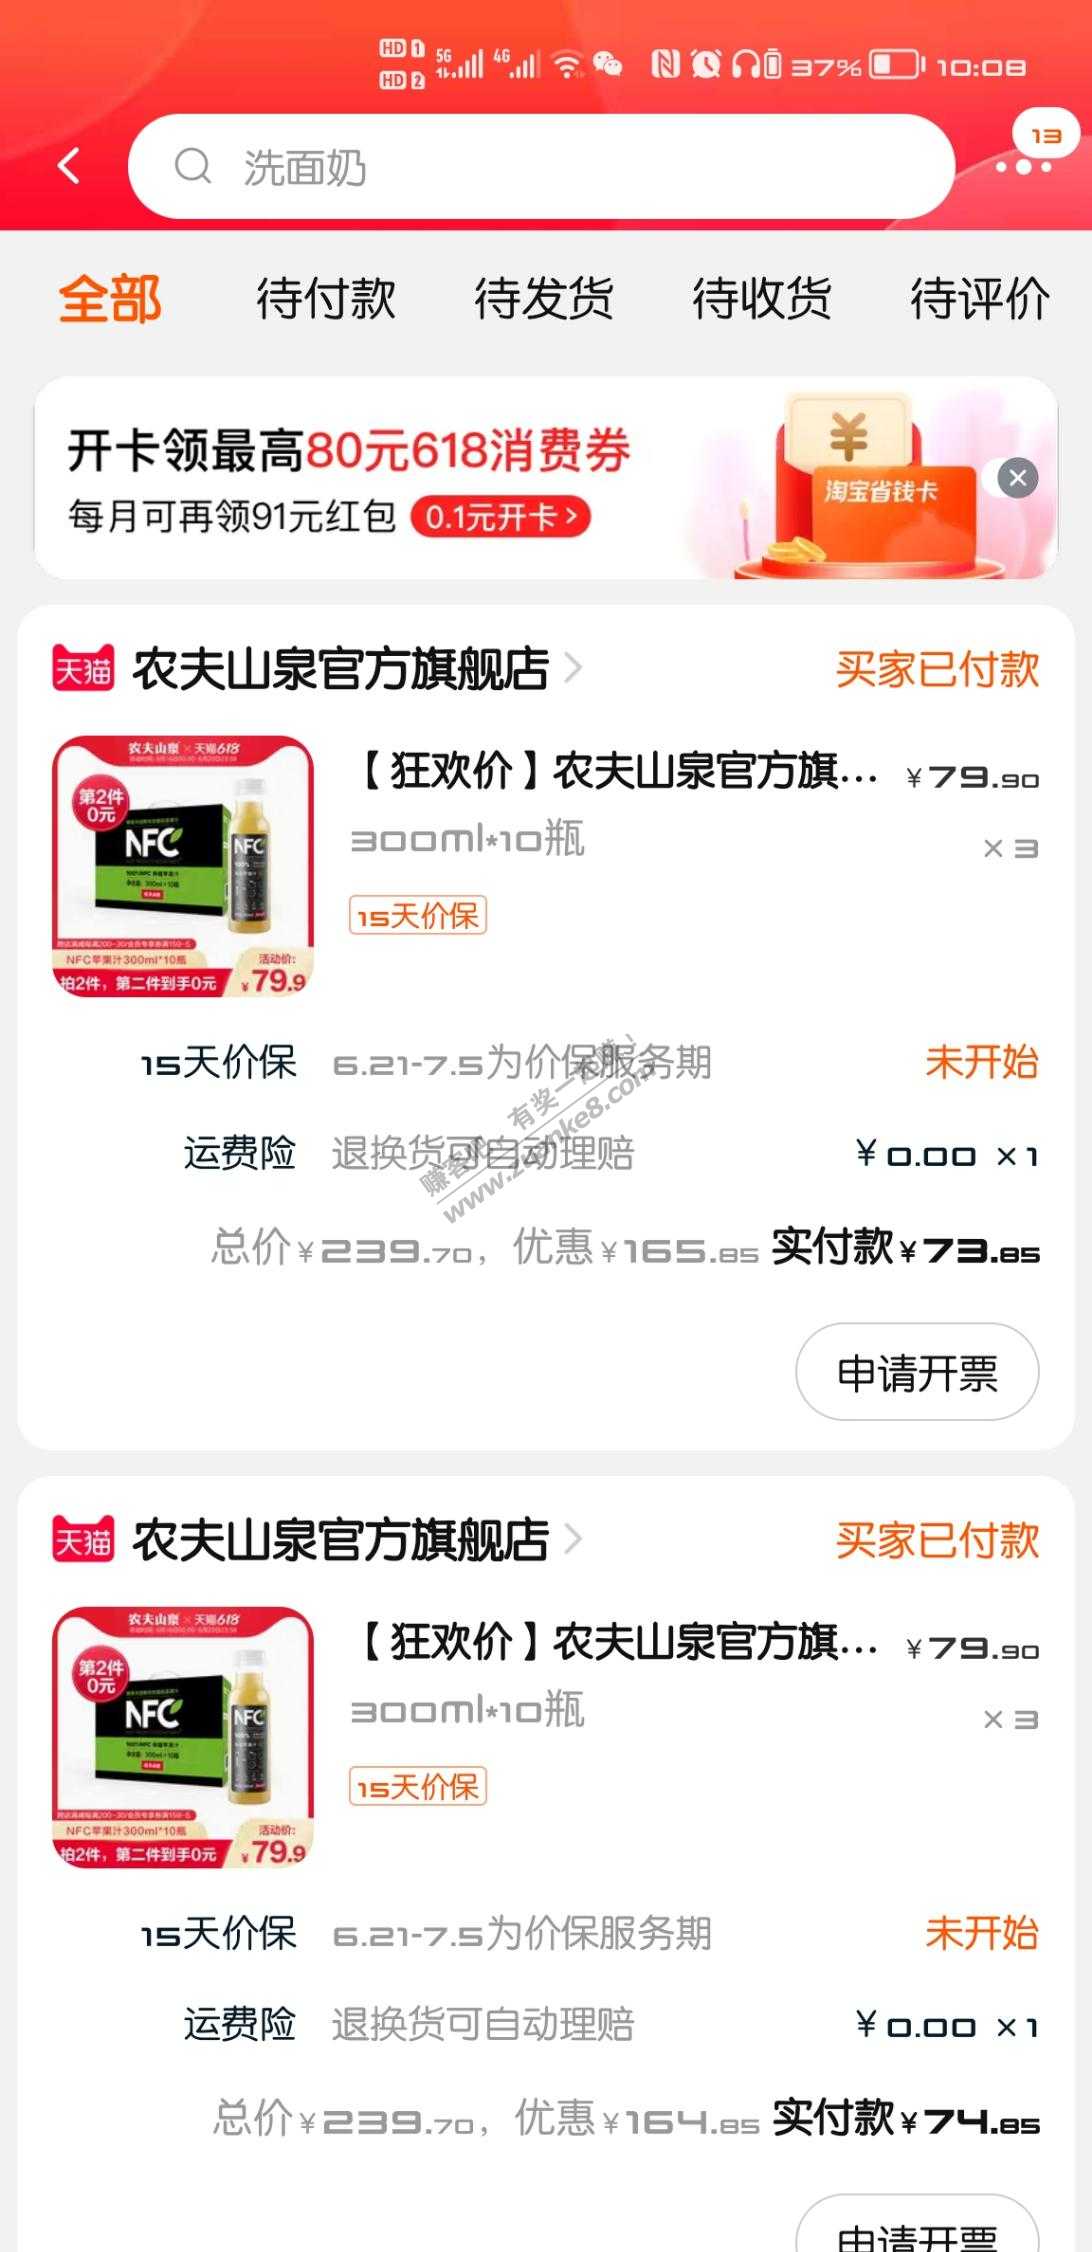 HD 1 5G 4G 37% 10:08
HD 2
洗面奶
13
全部 待付款 待发货 待收货 待评价
开卡领最高80元618消费券
每月可再领91元红包 0.1元开卡>
淘宝省钱卡
天猫 农夫山泉官方旗舰店 买家已付款
农夫山泉×天猫618
第2件
0元
NFC
NFC
NFC苹果汁300ml*10瓶
活动价:
拍2件，第二件到手0元
¥79.9
【狂欢价】农夫山泉官方旗... ¥79.90
300ml*10瓶 ×3
15天价保
15天价保 6.21-7.5为价保服务期 未开始
运费险 退换货可自动理赔 ¥0.00 ×1
www.zuanke8.com
总价¥239.70，优惠¥165.85 实付款¥73.85
申请开票
天猫 农夫山泉官方旗舰店 买家已付款
农夫山泉×天猫618
第2件
0元
NFC
NFC
NFC苹果汁300ml*10瓶
活动价:
拍2件，第二件到手0元
¥79.9
【狂欢价】农夫山泉官方旗... ¥79.90
300ml*10瓶 ×3
15天价保
15天价保 6.21-7.5为价保服务期 未开始
运费险 退换货可自动理赔 ¥0.00 ×1
总价¥239.70，优惠¥164.85 实付款¥74.85
申请开票